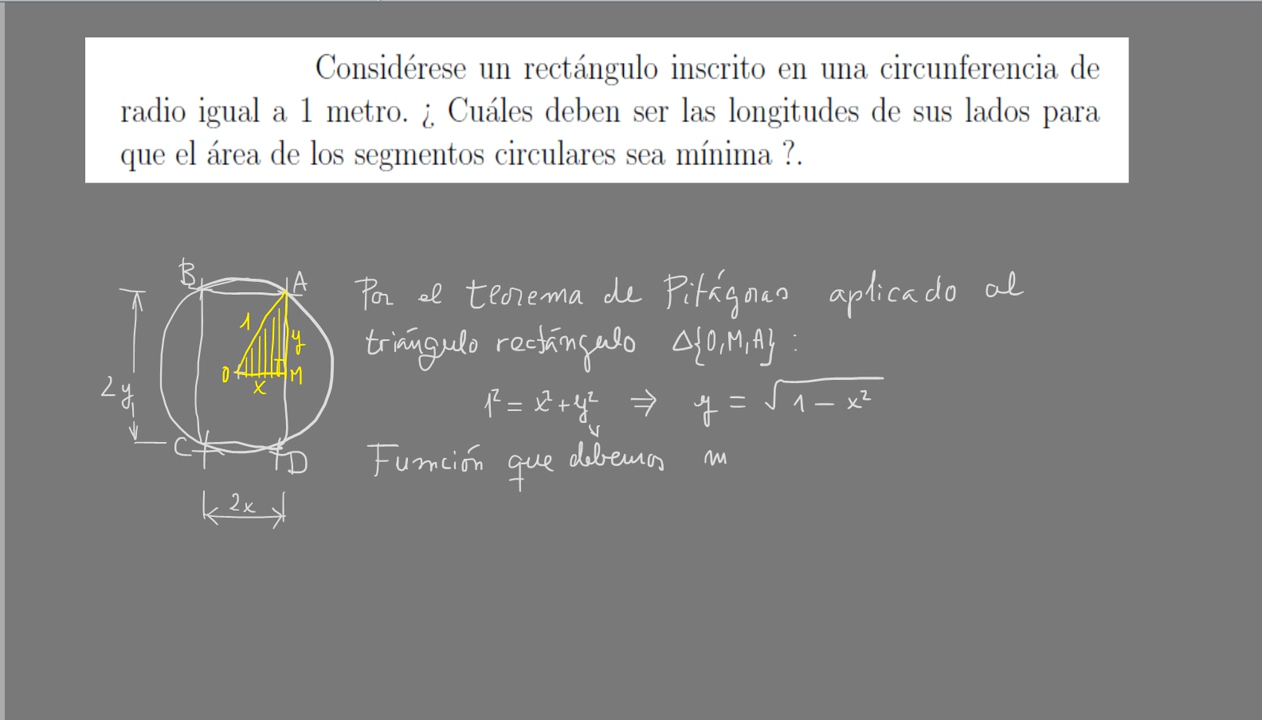 Considérese un rectángulo inscrito en una circunferencia de
radio igual a 1 metro. ¿ Cuáles deben ser las longitudes de sus lados para
que el área de los segmentos circulares sea mínima ?.
B
A
Por el teorema de Pitágoras aplicado al
triángulo rectángulo Δ{O,M,A} :
1
y
O
x
M
2y
1² = x² + y² ⇒ y = √(1 - x²)
C
D
Función que debemos m
2x